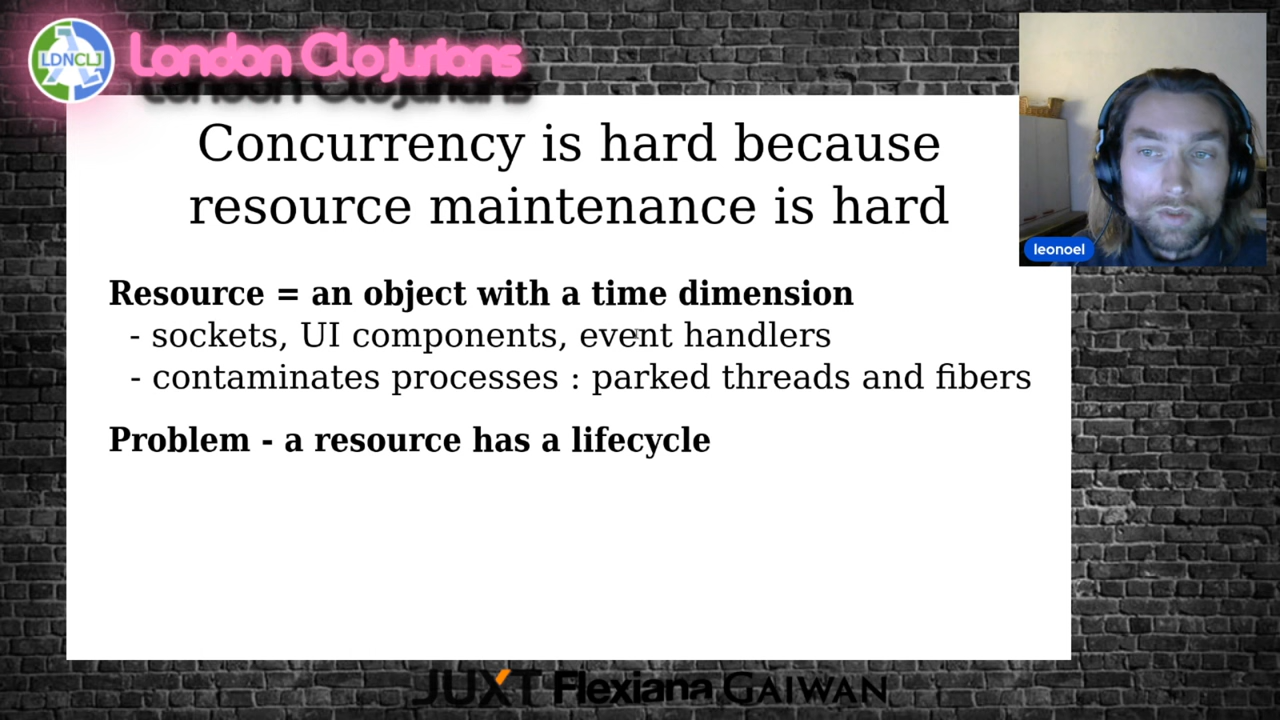 LDNCLJ
London Clojurians
Concurrency is hard because
resource maintenance is hard
Resource = an object with a time dimension
- sockets, UI components, event handlers
- contaminates processes : parked threads and fibers
Problem - a resource has a lifecycle
leonoel
JUXT Flexiana GAIWAN